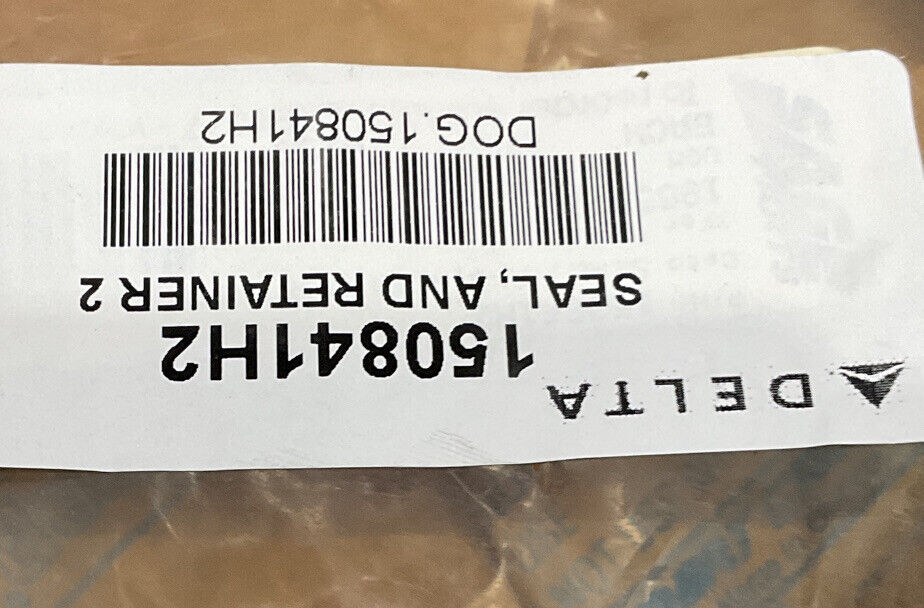 DELTA
150841H2
SEAL, AND RETAINER 2
DOG.150841H2